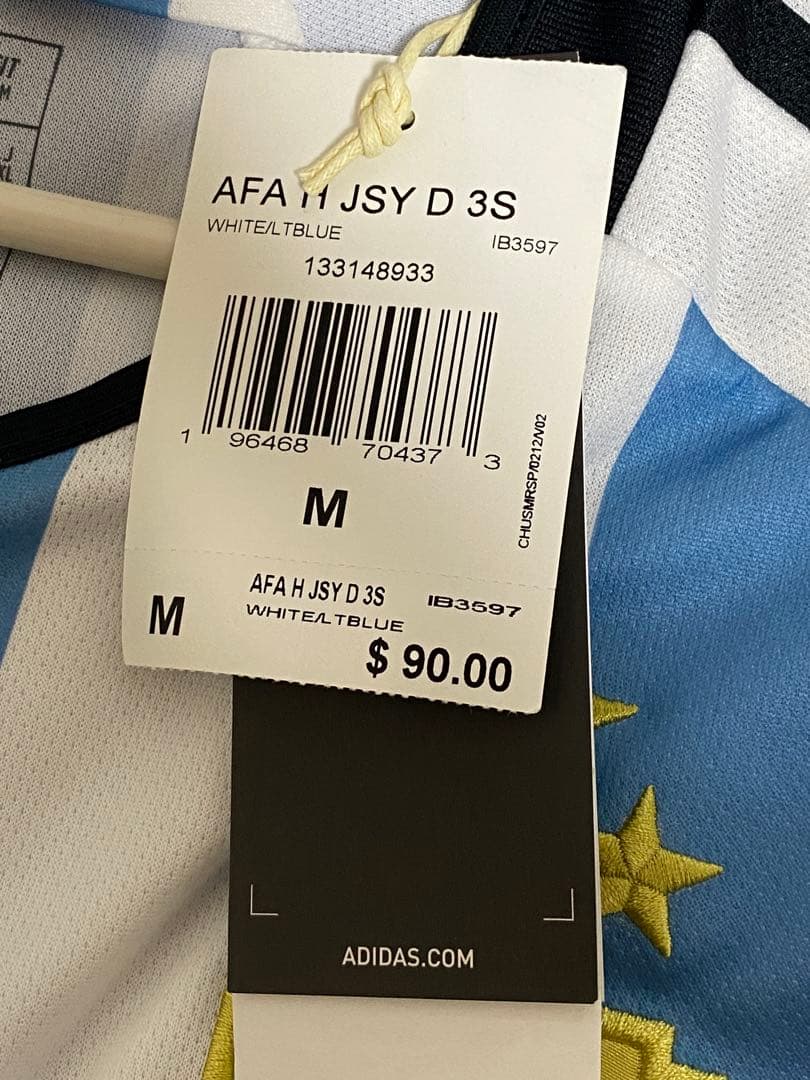 AFA H JSY D 3S
WHITE/LTBLUE IB3597
133148933
1 96468 70437 3
CHUSMRSP/0212/V02
M
AFA H JSY D 3S IB3597
M WHITE/LTBLUE
$ 90.00
ADIDAS.COM